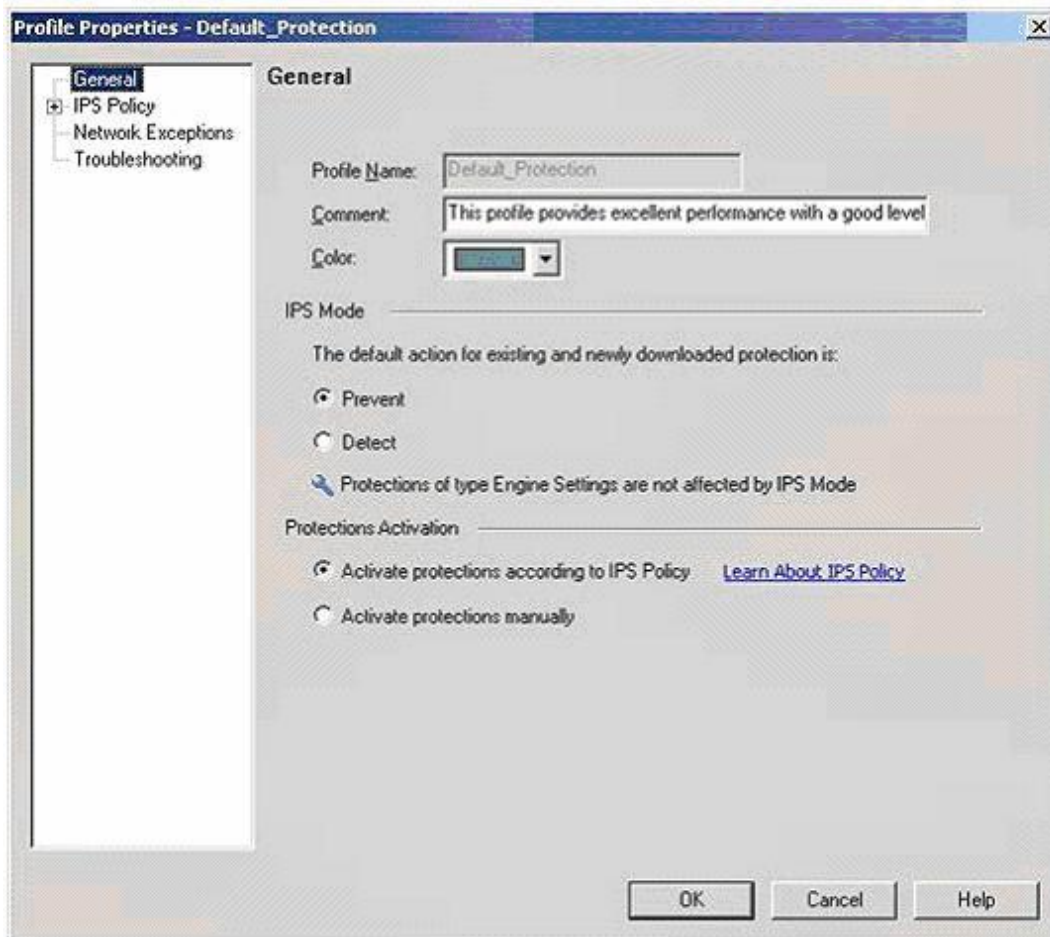 Profile Properties - Default_Protection
General
IPS Policy
Network Exceptions
Troubleshooting
General
Profile Name: Default_Protection
Comment: This profile provides excellent performance with a good level
Color:
IPS Mode
The default action for existing and newly downloaded protection is:
Prevent
Detect
Protections of type Engine Settings are not affected by IPS Mode
Protections Activation
Activate protections according to IPS Policy Learn About IPS Policy
Activate protections manually
OK Cancel Help